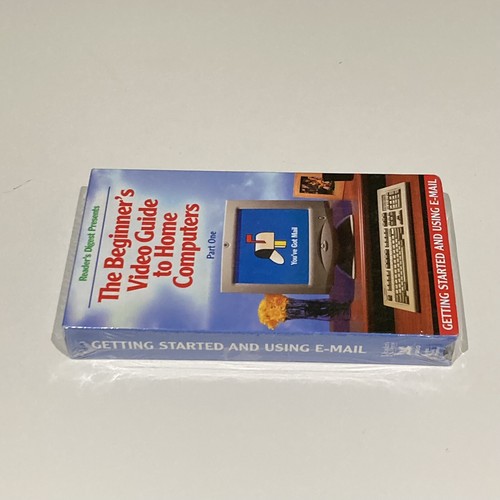 Reader's Digest Presents
The Beginner's
Video Guide
to Home
Computers
Part One
You've Got Mail
GETTING STARTED AND USING E-MAIL
GETTING STARTED AND USING E-MAIL